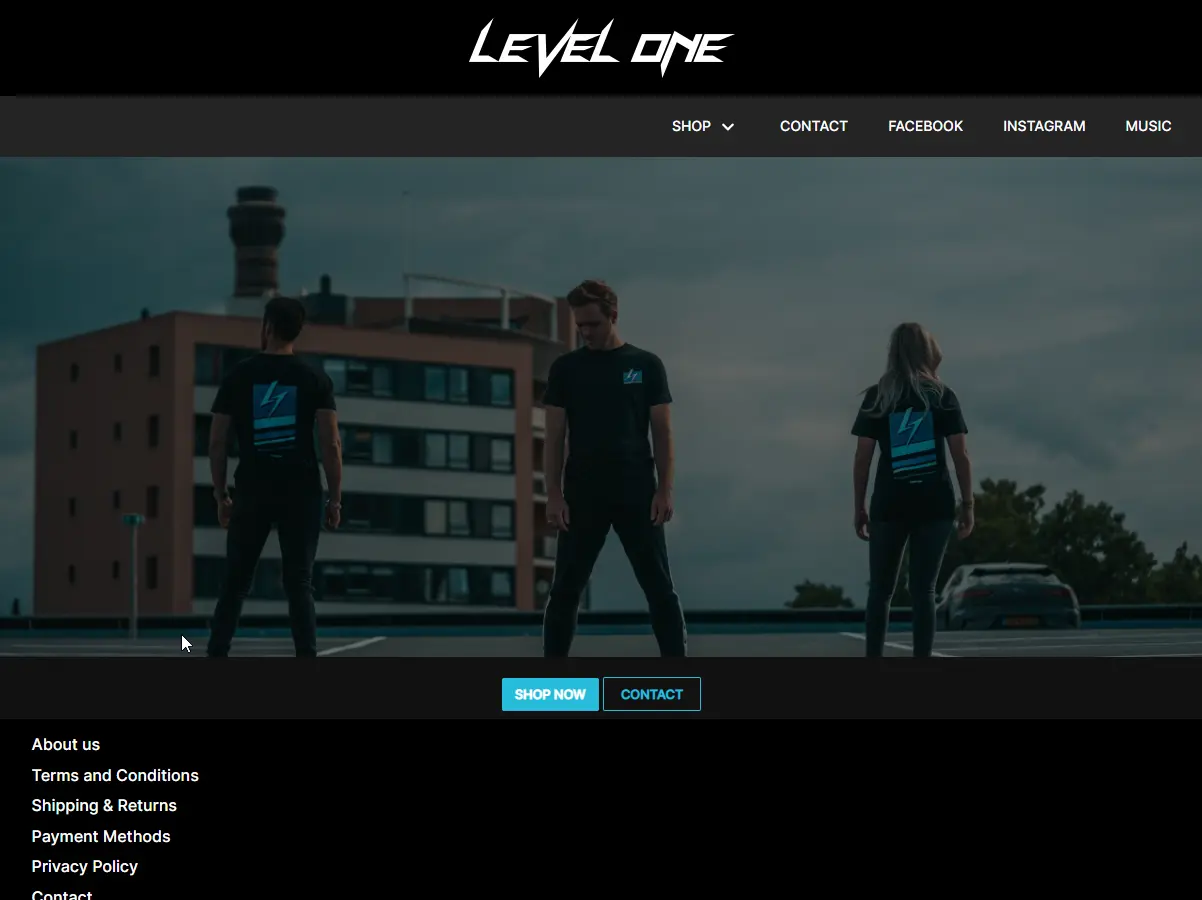 LEVEL ONE
SHOP CONTACT FACEBOOK INSTAGRAM MUSIC
SHOP NOW CONTACT
About us
Terms and Conditions
Shipping & Returns
Payment Methods
Privacy Policy
Contact